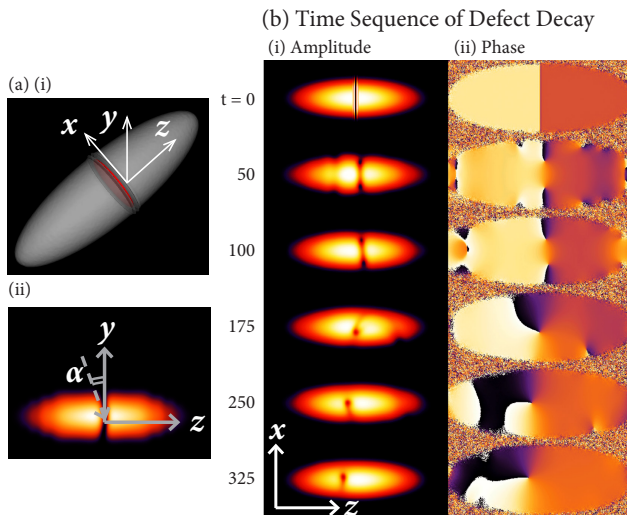 (b) Time Sequence of Defect Decay
(i) Amplitude
(ii) Phase
(a) (i)
x
y
z
(ii)
y
α
z
t = 0
50
100
175
250
325
x
z